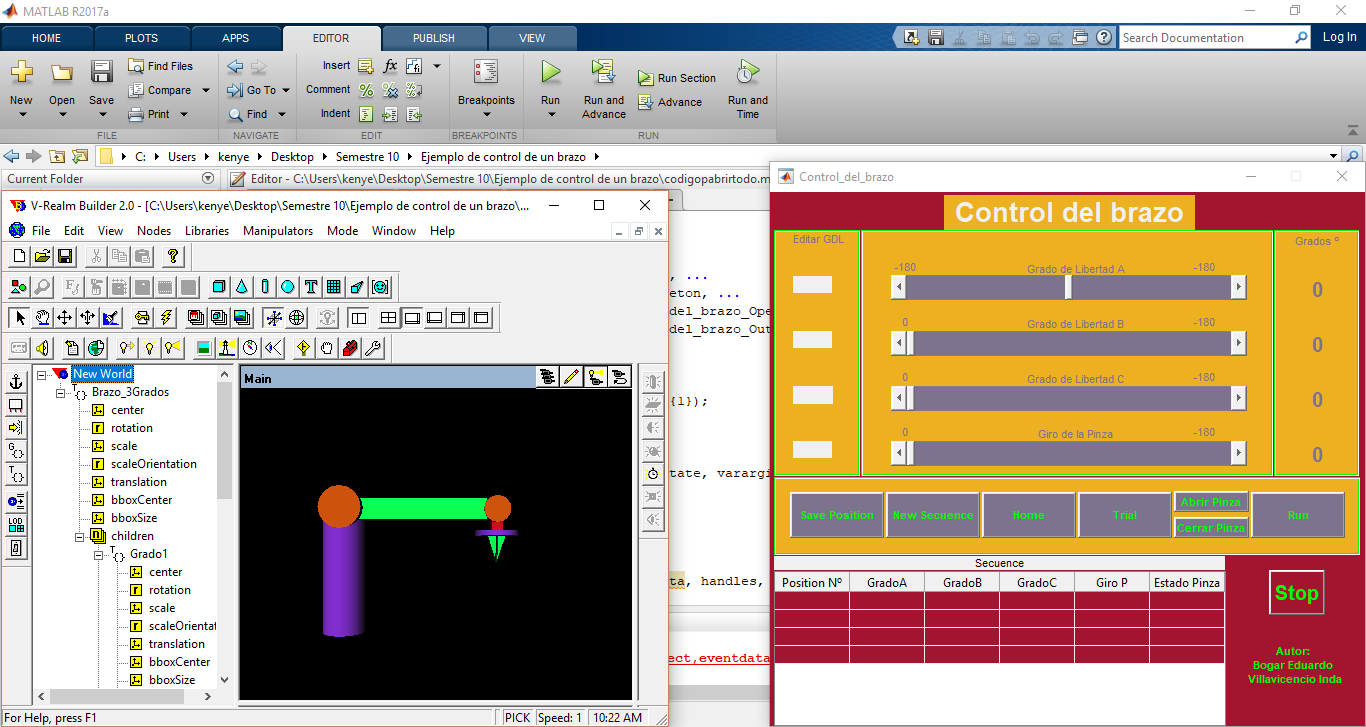 MATLAB R2017a
HOME PLOTS APPS EDITOR PUBLISH VIEW
Search Documentation Log In
New Open Save Find Files Compare Print
Go To Find
Insert fx Comment Indent
Breakpoints
Run Run and Advance Run Section Advance Run and Time
FILE NAVIGATE EDIT BREAKPOINTS RUN
C: Users kenye Desktop Semestre 10 Ejemplo de control de un brazo
Current Folder
Editor - C:\Users\kenye\Desktop\Semestre 10\Ejemplo de control de un brazo\codigopabrirtodo.m
V-Realm Builder 2.0 - [C:\Users\kenye\Desktop\Semestre 10\Ejemplo de control de un brazo\...
File Edit View Nodes Libraries Manipulators Mode Window Help
New World
Brazo_3Grados
center
rotation
scale
scaleOrientation
translation
bboxCenter
bboxSize
children
Grado1
center
rotation
scale
scaleOrientat
translation
bboxCenter
bboxSize
Main
For Help, press F1
PICK Speed: 1 10:22 AM
, ...
eton, ...
del_brazo_Ope
del_brazo_Out
{1});
tate, varargi
ta, handles,
ect,eventdata
Control_del_brazo
Control del brazo
Editar GDL
Grados º
-180 Grado de Libertad A -180
0
0 Grado de Libertad B -180
0
0 Grado de Libertad C -180
0
0 Giro de la Pinza -180
0
Save Position New Secuence Home Trial Abrir Pinza Cerrar Pinza Run
Secuence
Position Nº GradoA GradoB GradoC Giro P Estado Pinza
Stop
Autor:
Bogar Eduardo
Villavicencio Inda